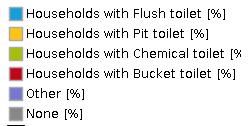 Households with Flush toilet [%]
Households with Pit toilet [%]
Households with Chemical toilet [%
Households with Bucket toilet [%]
Other [%]
None [%]